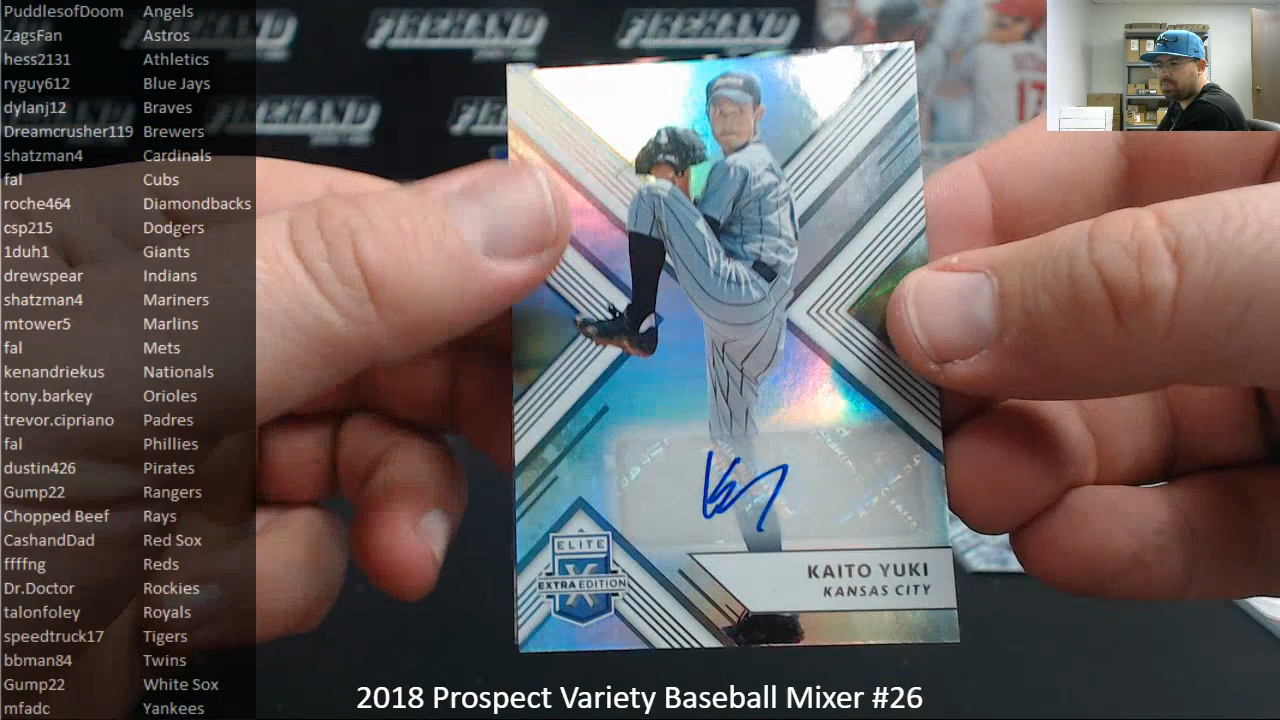 PuddlesofDoom Angels
ZagsFan Astros
hess2131 Athletics
ryguy612 Blue Jays
dylanj12 Braves
Dreamcrusher119 Brewers
shatzman4 Cardinals
fal Cubs
roche464 Diamondbacks
csp215 Dodgers
1duh1 Giants
drewspear Indians
shatzman4 Mariners
mtower5 Marlins
fal Mets
kenandriekus Nationals
tony.barkey Orioles
trevor.cipriano Padres
fal Phillies
dustin426 Pirates
Gump22 Rangers
Chopped Beef Rays
CashandDad Red Sox
ffffng Reds
Dr.Doctor Rockies
talonfoley Royals
speedtruck17 Tigers
bbman84 Twins
Gump22 White Sox
mfadc Yankees
FIREHAND FIREHAND
17
ELITE
X
EXTRA EDITION
KAITO YUKI
KANSAS CITY
2018 Prospect Variety Baseball Mixer #26